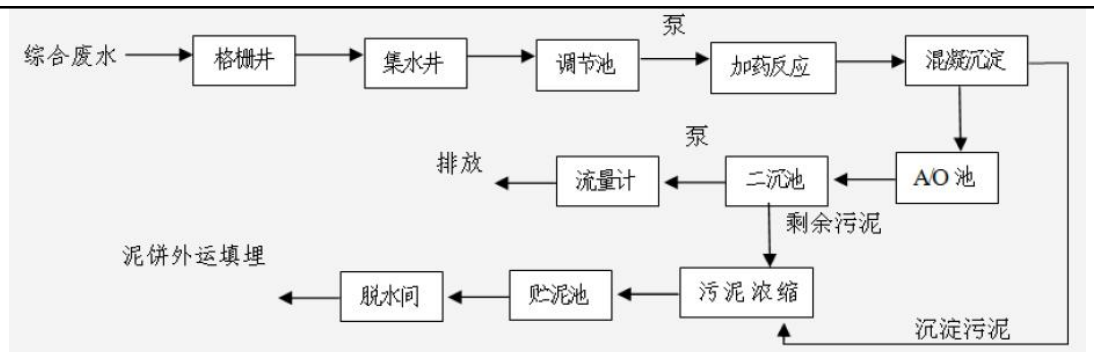 泵
综合废水
格栅井
集水井
调节池
加药反应
混凝沉淀
泵
排放
流量计
二沉池
A/O 池
剩余污泥
泥饼外运填埋
脱水间
贮泥池
污泥浓缩
沉淀污泥